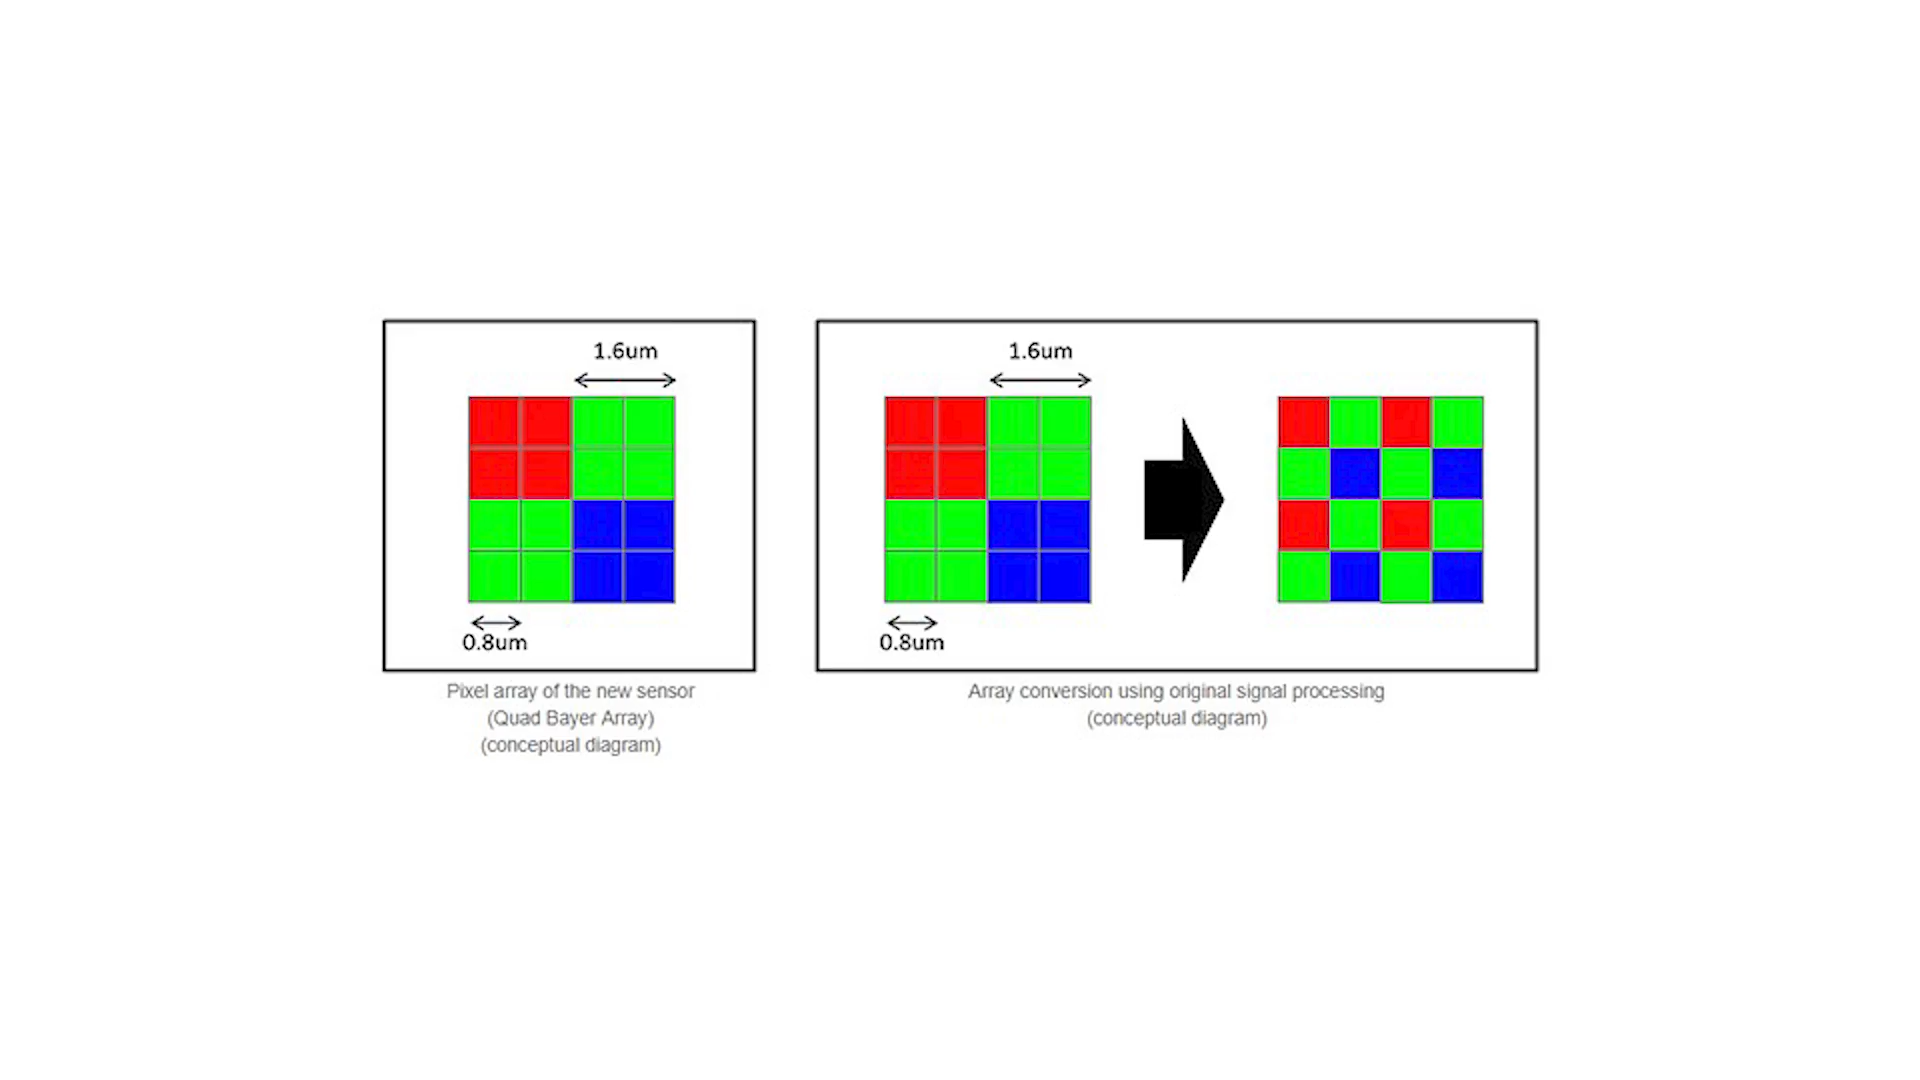 1.6um
0.8um
Pixel array of the new sensor
(Quad Bayer Array)
(conceptual diagram)
1.6um
0.8um
Array conversion using original signal processing
(conceptual diagram)